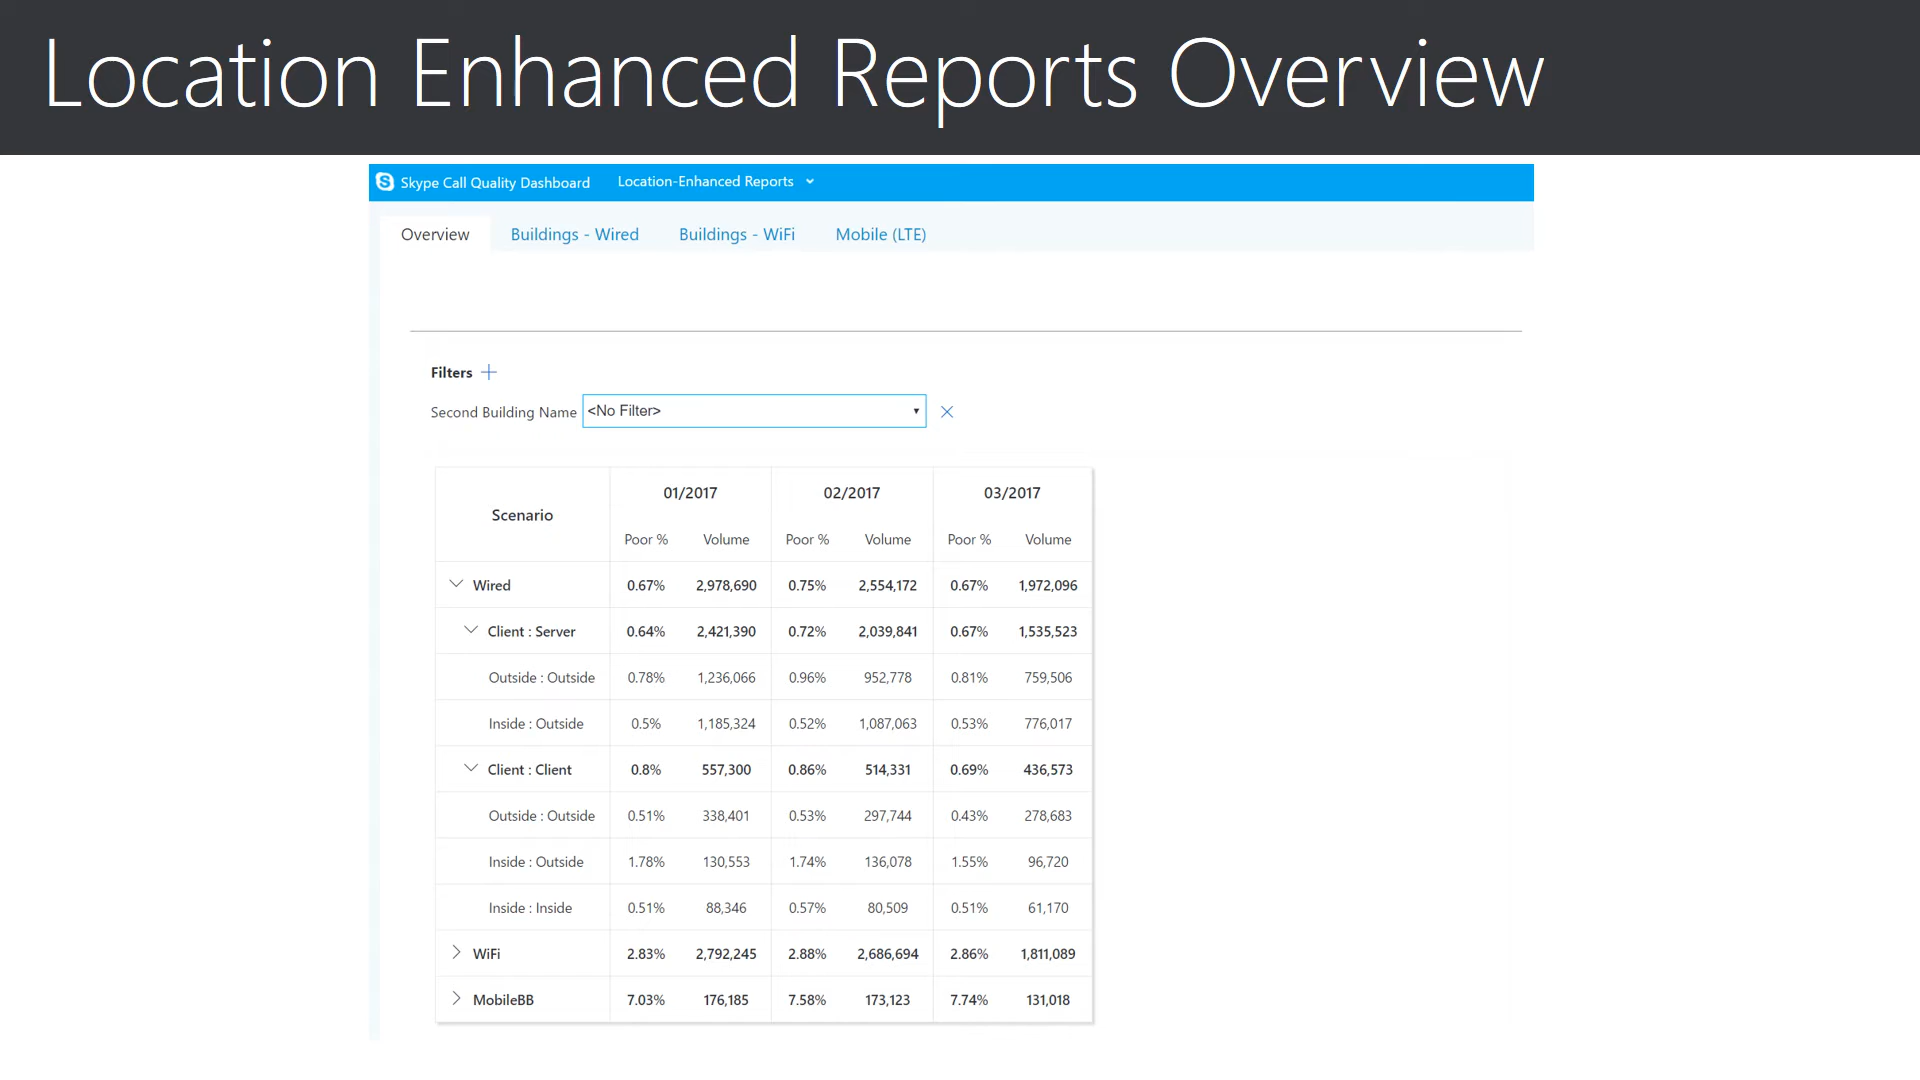 Location Enhanced Reports Overview
Skype Call Quality Dashboard Location-Enhanced Reports
Overview Buildings - Wired Buildings - WiFi Mobile (LTE)
Filters
Second Building Name <No Filter>
Scenario 01/2017 02/2017 03/2017
Poor % Volume Poor % Volume Poor % Volume
Wired 0.67% 2,978,690 0.75% 2,554,172 0.67% 1,972,096
Client : Server 0.64% 2,421,390 0.72% 2,039,841 0.67% 1,535,523
Outside : Outside 0.78% 1,236,066 0.96% 952,778 0.81% 759,506
Inside : Outside 0.5% 1,185,324 0.52% 1,087,063 0.53% 776,017
Client : Client 0.8% 557,300 0.86% 514,331 0.69% 436,573
Outside : Outside 0.51% 338,401 0.53% 297,744 0.43% 278,683
Inside : Outside 1.78% 130,553 1.74% 136,078 1.55% 96,720
Inside : Inside 0.51% 88,346 0.57% 80,509 0.51% 61,170
WiFi 2.83% 2,792,245 2.88% 2,686,694 2.86% 1,811,089
MobileBB 7.03% 176,185 7.58% 173,123 7.74% 131,018